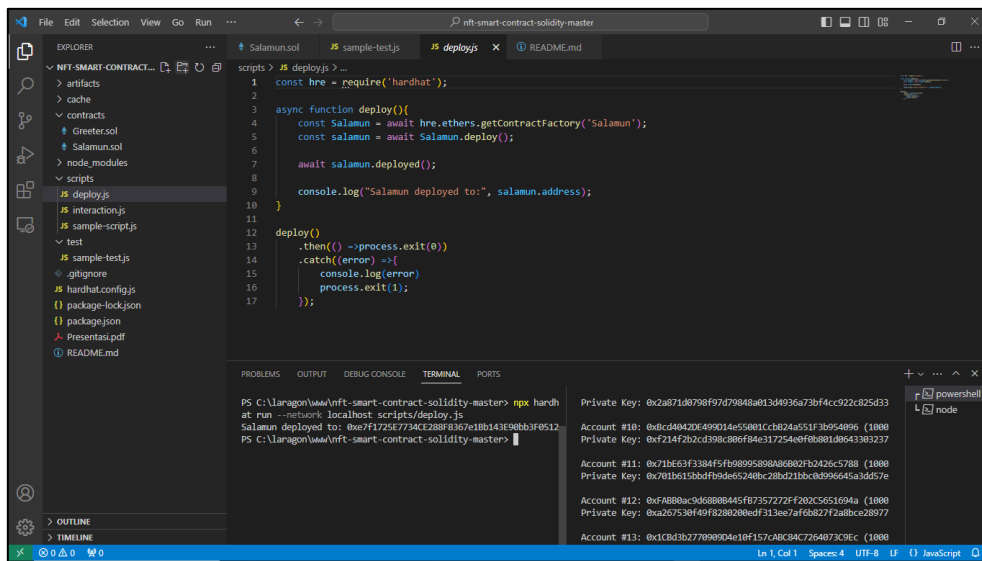 File Edit Selection View Go Run ···
nft-smart-contract-solidity-master
EXPLORER ···
NFT-SMART-CONTRACT...
artifacts
cache
contracts
Greeter.sol
Salamun.sol
node_modules
scripts
JS deploy.js
JS interaction.js
JS sample-script.js
test
JS sample-test.js
.gitignore
JS hardhat.config.js
{} package-lock.json
{} package.json
Presentasi.pdf
README.md
OUTLINE
TIMELINE
Salamun.sol JS sample-test.js JS deploy.js README.md
scripts > JS deploy.js > ...
1 const hre = require('hardhat');
2
3 async function deploy(){
4 const Salamun = await hre.ethers.getContractFactory('Salamun');
5 const salamun = await Salamun.deploy();
6
7 await salamun.deployed();
8
9 console.log("Salamun deployed to:", salamun.address);
10 }
11
12 deploy()
13 .then(() =>process.exit(0))
14 .catch((error) =>{
15 console.log(error)
16 process.exit(1);
17 });
PROBLEMS OUTPUT DEBUG CONSOLE TERMINAL PORTS
PS C:\laragon\www\nft-smart-contract-solidity-master> npx hardh
at run --network localhost scripts/deploy.js
Salamun deployed to: 0xe7f1725E7734CE288F8367e1Bb143E90bb3F0512
PS C:\laragon\www\nft-smart-contract-solidity-master>
Private Key: 0x2a871d0798f97d79848a013d4936a73bf4cc922c825d33
Account #10: 0xBcd4042DE499D14e55001CcbB24a551F3b954096 (1000
Private Key: 0xf214f2b2cd398c806f84e317254e0f0b801d0643303237
Account #11: 0x71bE63f3384f5fb98995898A86B02Fb2426c5788 (1000
Private Key: 0x701b615bbdfb9de65240bc28bd21bbc0d996645a3dd57e
Account #12: 0xFABB0ac9d68B0B445fB7357272Ff202C5651694a (1000
Private Key: 0xa267530f49f8280200edf313ee7af6b827f2a8bce28977
Account #13: 0x1CBd3b2770909D4e10f157cABC84C7264073C9Ec (1000
powershell
node
0 0 0
Ln 1, Col 1 Spaces: 4 UTF-8 LF {} JavaScript